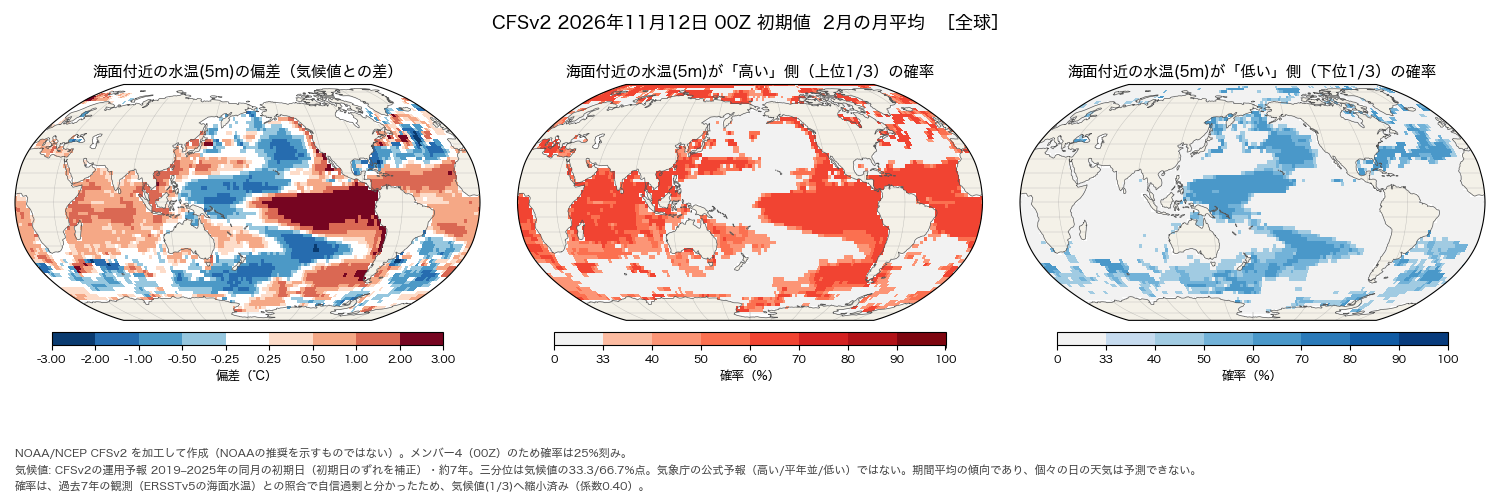 CFSv2 2026年11月12日 00Z 初期値 2月の月平均 ［全球］
海面付近の水温(5m)の偏差（気候値との差）
海面付近の水温(5m)が「高い」側（上位1/3）の確率
海面付近の水温(5m)が「低い」側（下位1/3）の確率
-3.00 -2.00 -1.00 -0.50 -0.25 0.25 0.50 1.00 2.00 3.00
偏差（℃）
0 33 40 50 60 70 80 90 100
確率（%）
0 33 40 50 60 70 80 90 100
確率（%）
NOAA/NCEP CFSv2 を加工して作成（NOAAの推奨を示すものではない）。メンバー4（00Z）のため確率は25%刻み。
気候値: CFSv2の運用予報 2019–2025年の同月の初期日（初期日のずれを補正）・約7年。三分位は気候値の33.3/66.7%点。気象庁の公式予報（高い/平年並/低い）ではない。期間平均の傾向であり、個々の日の天気は予測できない。
確率は、過去7年の観測（ERSSTv5の海面水温）との照合で自信過剰と分かったため、気候値(1/3)へ縮小済み（係数0.40）。